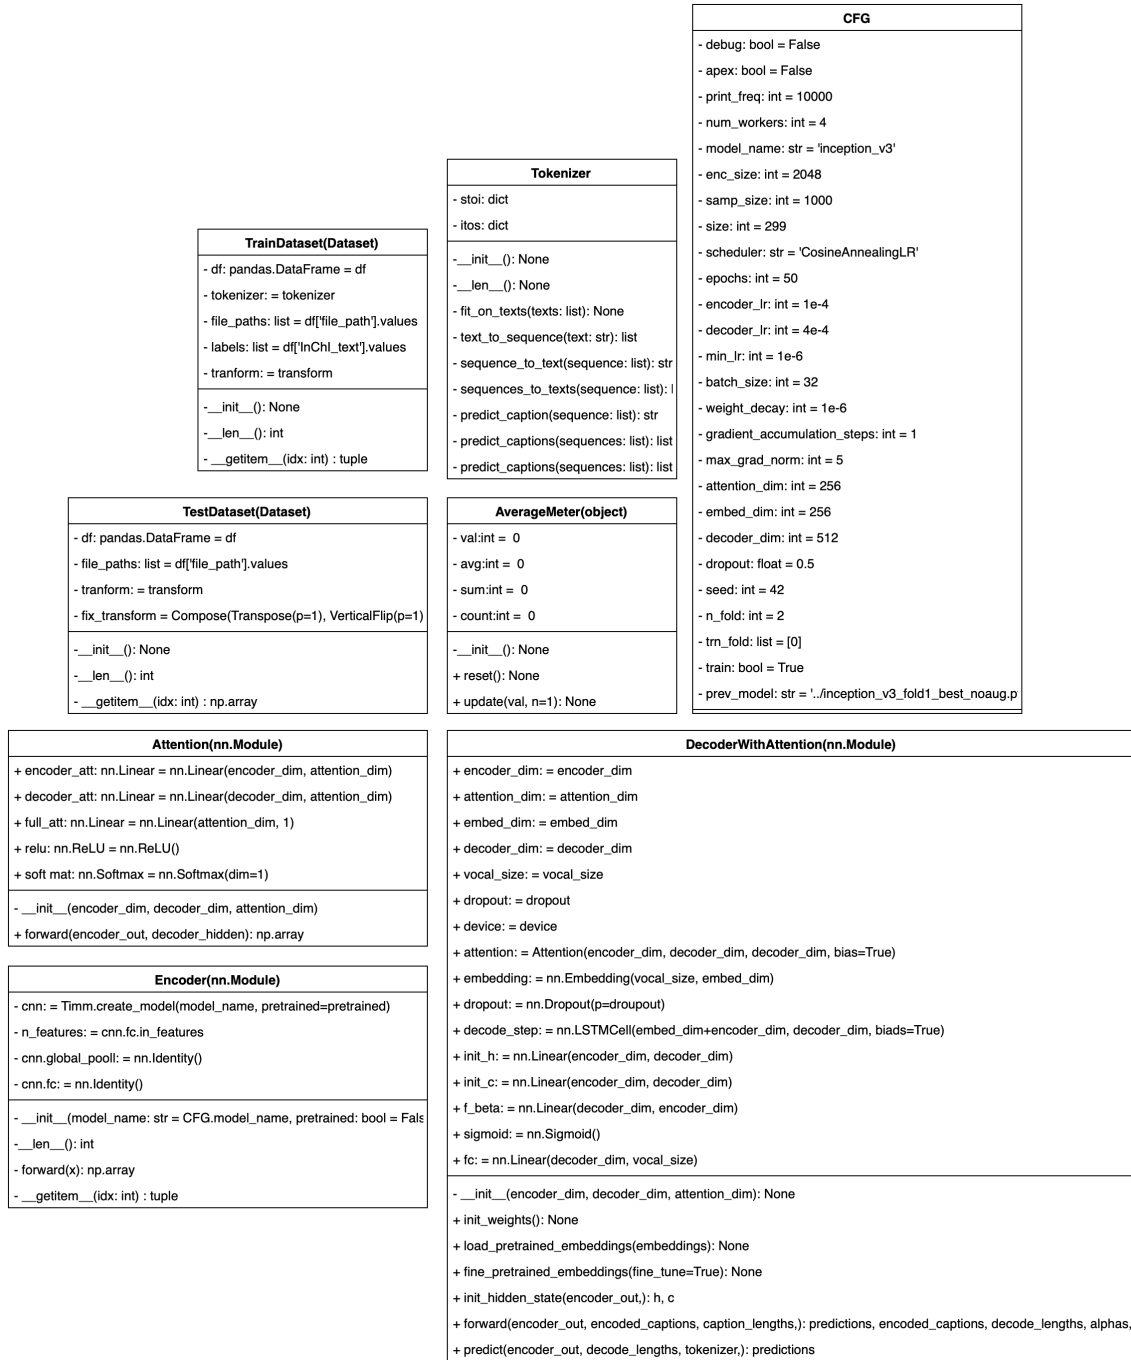 CFG
- debug: bool = False
- apex: bool = False
- print_freq: int = 10000
- num_workers: int = 4
- model_name: str = 'inception_v3'
- enc_size: int = 2048
- samp_size: int = 1000
- size: int = 299
- scheduler: str = 'CosineAnnealingLR'
- epochs: int = 50
- encoder_lr: int = 1e-4
- decoder_lr: int = 4e-4
- min_lr: int = 1e-6
- batch_size: int = 32
- weight_decay: int = 1e-6
- gradient_accumulation_steps: int = 1
- max_grad_norm: int = 5
- attention_dim: int = 256
- embed_dim: int = 256
- decoder_dim: int = 512
- dropout: float = 0.5
- seed: int = 42
- n_fold: int = 2
- trn_fold: list = [0]
- train: bool = True
- prev_model: str = '../inception_v3_fold1_best_noaug.p
Tokenizer
- stoi: dict
- itos: dict
-__init__(): None
-__len__(): None
- fit_on_texts(texts: list): None
- text_to_sequence(text: str): list
- sequence_to_text(sequence: list): str
- sequences_to_texts(sequence: list): l
- predict_caption(sequence: list): str
- predict_captions(sequences: list): list
- predict_captions(sequences: list): list
TrainDataset(Dataset)
- df: pandas.DataFrame = df
- tokenizer: = tokenizer
- file_paths: list = df['file_path'].values
- labels: list = df['InChI_text'].values
- tranform: = transform
-__init__(): None
-__len__(): int
- __getitem__(idx: int) : tuple
TestDataset(Dataset)
- df: pandas.DataFrame = df
- file_paths: list = df['file_path'].values
- tranform: = transform
- fix_transform = Compose(Transpose(p=1), VerticalFlip(p=1)
-__init__(): None
-__len__(): int
- __getitem__(idx: int) : np.array
AverageMeter(object)
- val:int = 0
- avg:int = 0
- sum:int = 0
- count:int = 0
-__init__(): None
+ reset(): None
+ update(val, n=1): None
Attention(nn.Module)
+ encoder_att: nn.Linear = nn.Linear(encoder_dim, attention_dim)
+ decoder_att: nn.Linear = nn.Linear(decoder_dim, attention_dim)
+ full_att: nn.Linear = nn.Linear(attention_dim, 1)
+ relu: nn.ReLU = nn.ReLU()
+ soft mat: nn.Softmax = nn.Softmax(dim=1)
- __init__(encoder_dim, decoder_dim, attention_dim)
+ forward(encoder_out, decoder_hidden): np.array
Encoder(nn.Module)
- cnn: = Timm.create_model(model_name, pretrained=pretrained)
- n_features: = cnn.fc.in_features
- cnn.global_pooll: = nn.Identity()
- cnn.fc: = nn.Identity()
- __init__(model_name: str = CFG.model_name, pretrained: bool = Fals
-__len__(): int
- forward(x): np.array
- __getitem__(idx: int) : tuple
DecoderWithAttention(nn.Module)
+ encoder_dim: = encoder_dim
+ attention_dim: = attention_dim
+ embed_dim: = embed_dim
+ decoder_dim: = decoder_dim
+ vocal_size: = vocal_size
+ dropout: = dropout
+ device: = device
+ attention: = Attention(encoder_dim, decoder_dim, decoder_dim, bias=True)
+ embedding: = nn.Embedding(vocal_size, embed_dim)
+ dropout: = nn.Dropout(p=droupout)
+ decode_step: = nn.LSTMCell(embed_dim+encoder_dim, decoder_dim, biads=True)
+ init_h: = nn.Linear(encoder_dim, decoder_dim)
+ init_c: = nn.Linear(encoder_dim, decoder_dim)
+ f_beta: = nn.Linear(decoder_dim, encoder_dim)
+ sigmoid: = nn.Sigmoid()
+ fc: = nn.Linear(decoder_dim, vocal_size)
- __init__(encoder_dim, decoder_dim, attention_dim): None
+ init_weights(): None
+ load_pretrained_embeddings(embeddings): None
+ fine_pretrained_embeddings(fine_tune=True): None
+ init_hidden_state(encoder_out,): h, c
+ forward(encoder_out, encoded_captions, caption_lengths,): predictions, encoded_captions, decode_lengths, alphas,
+ predict(encoder_out, decode_lengths, tokenizer,): predictions